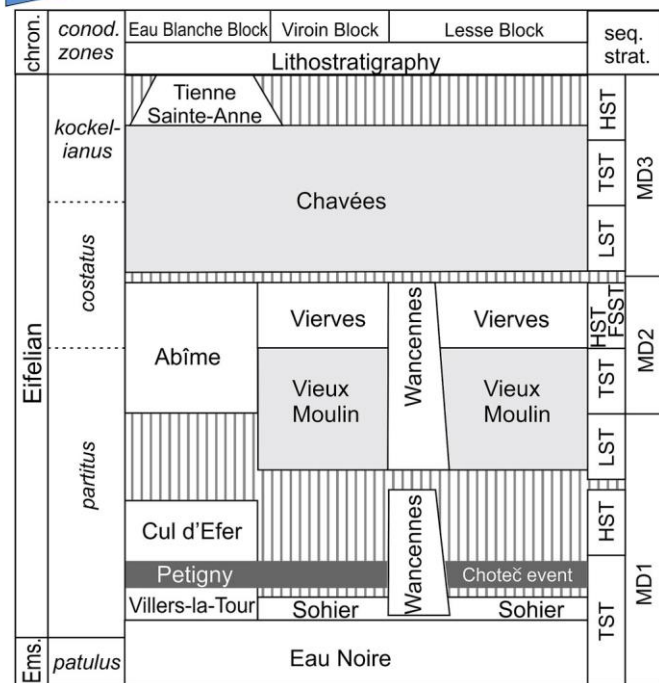 chron.
conod.
zones
Eau Blanche Block
Viroin Block
Lesse Block
seq.
strat.
Lithostratigraphy
Eifelian
Ems.
kockel-
ianus
costatus
partitus
patulus
Tienne
Sainte-Anne
Chavées
Abîme
Vierves
Wancennes
Vierves
Vieux
Moulin
Vieux
Moulin
Cul d'Efer
Wancennes
Petigny
Choteč event
Villers-la-Tour
Sohier
Sohier
Eau Noire
HST
TST
LST
HST
FSST
TST
LST
HST
TST
MD3
MD2
MD1